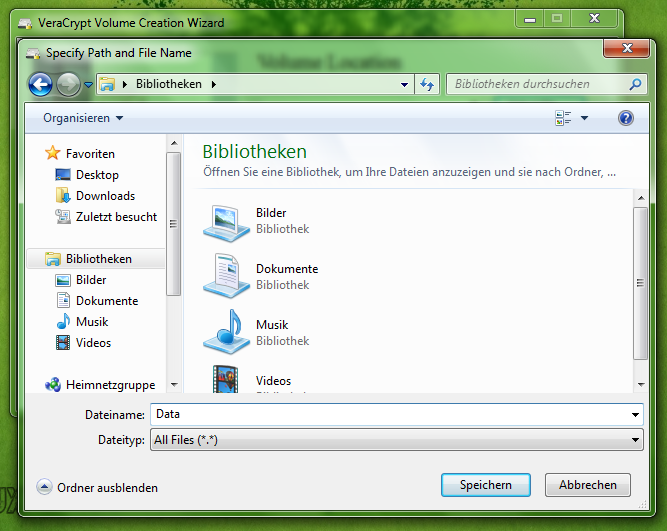 VeraCrypt Volume Creation Wizard
Specify Path and File Name
Volume Location
Bibliotheken
Bibliotheken durchsuchen
Organisieren
Favoriten
Desktop
Downloads
Zuletzt besucht
Bibliotheken
Bilder
Dokumente
Musik
Videos
Heimnetzgruppe
Bibliotheken
Öffnen Sie eine Bibliothek, um Ihre Dateien anzuzeigen und sie nach Ordner, ...
Bilder
Bibliothek
Dokumente
Bibliothek
Musik
Bibliothek
Videos
Dateiname: Data
Dateityp: All Files (*.*)
Ordner ausblenden
Speichern
Abbrechen